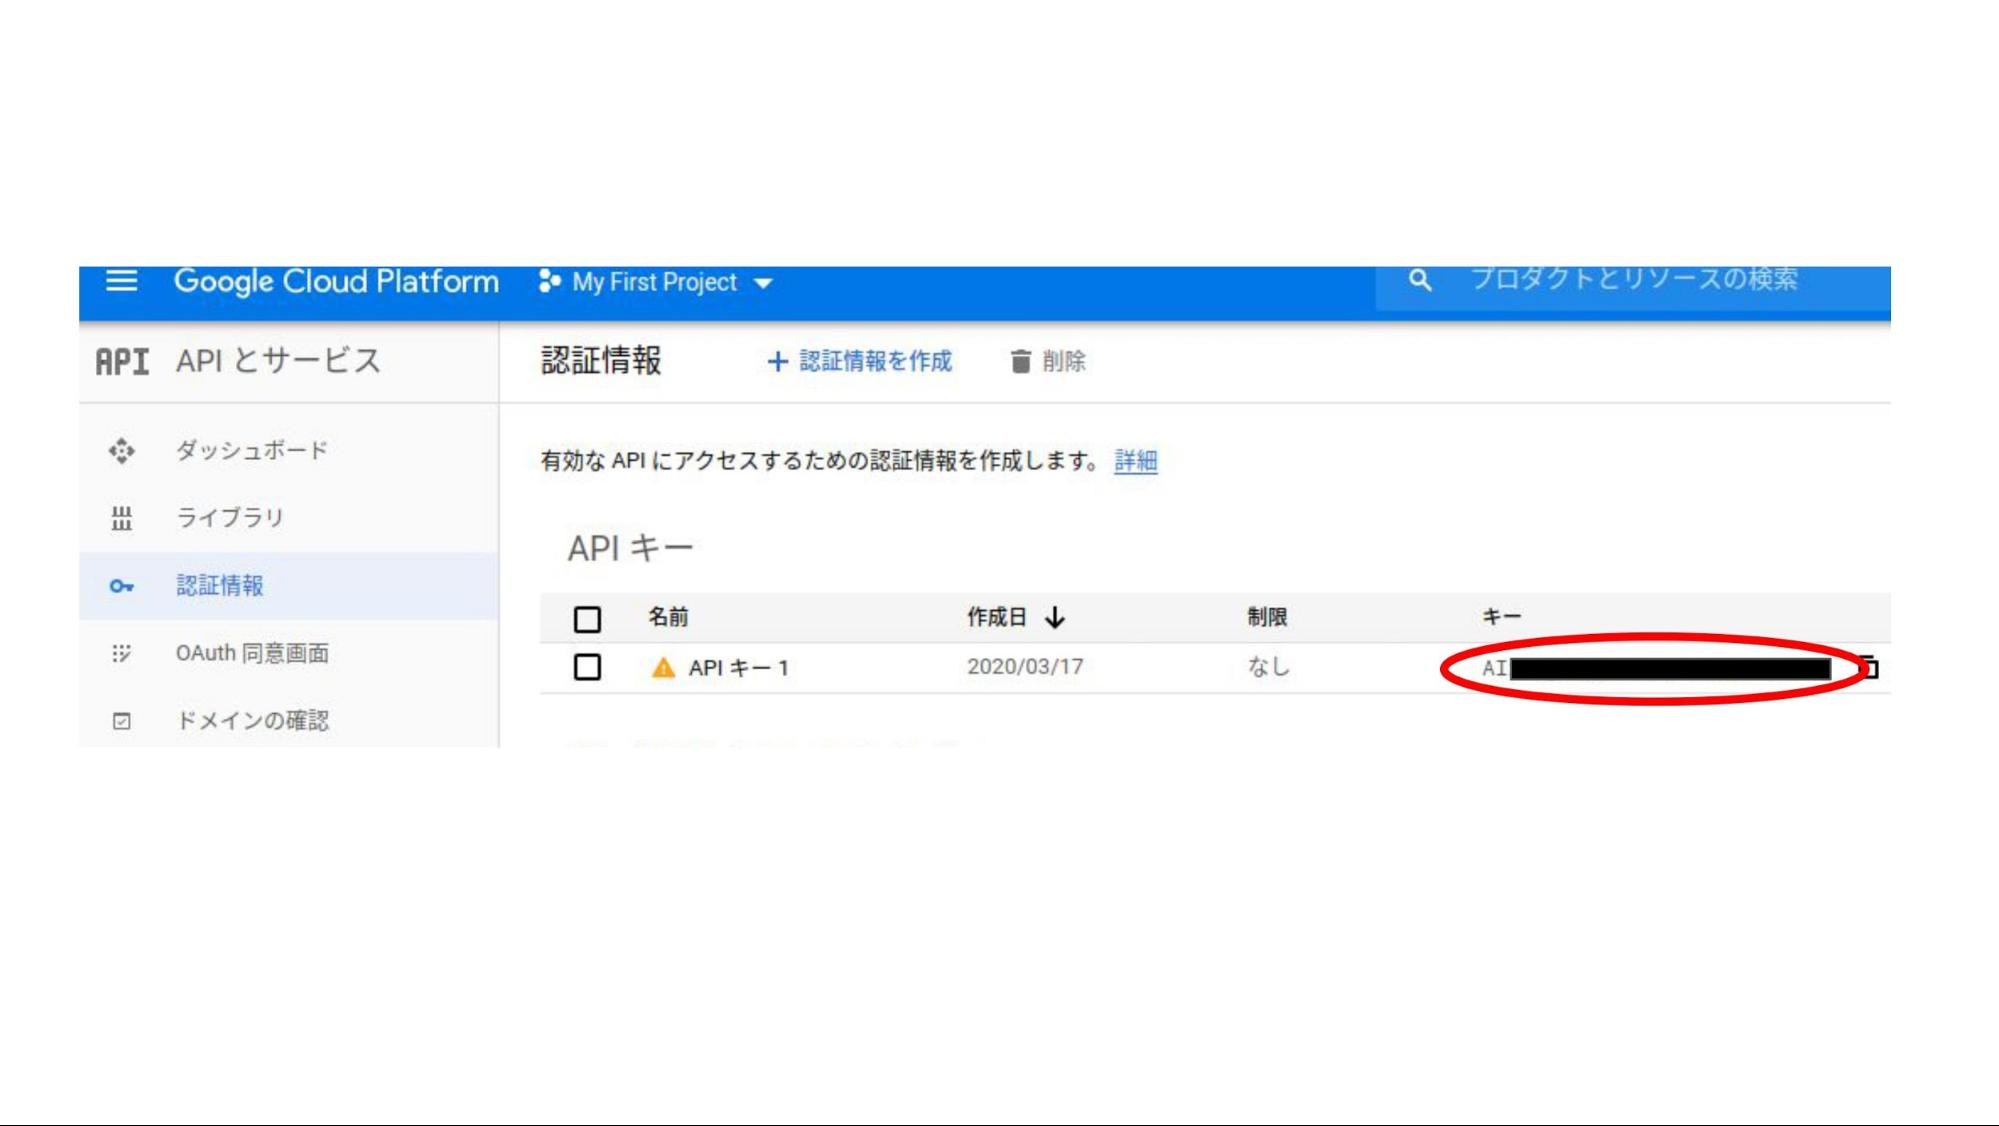 Google Cloud Platform My First Project プロダクトとリソースの検索
API API とサービス 認証情報 + 認証情報を作成 削除
ダッシュボード
有効な API にアクセスするための認証情報を作成します。 詳細
ライブラリ
API キー
認証情報
名前 作成日 制限 キー
OAuth 同意画面
API キー 1 2020/03/17 なし AI
ドメインの確認